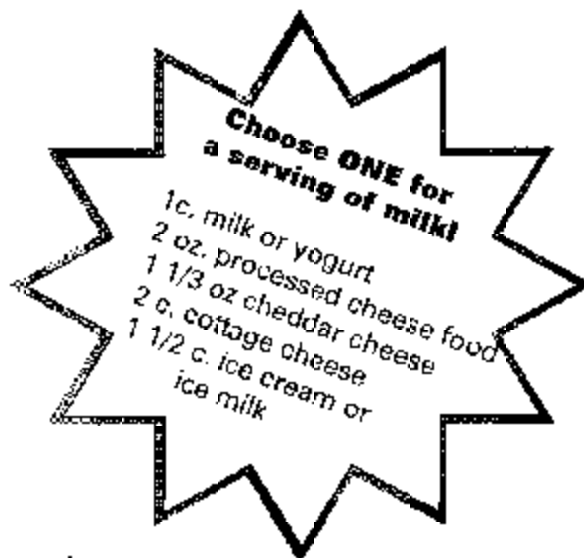 Choose ONE for
a serving of milk!
1c. milk or yogurt
2 oz. processed cheese food
1 1/3 oz cheddar cheese
2 c. cottage cheese
1 1/2 c. ice cream or
ice milk